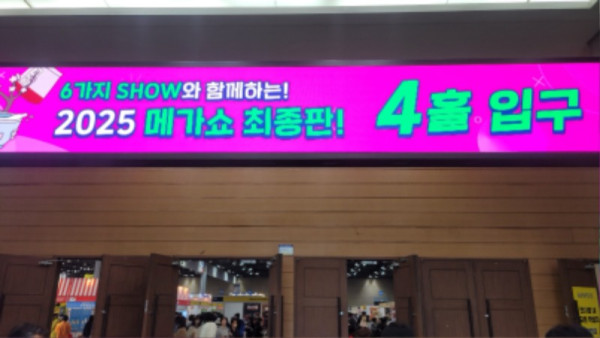 6가지 SHOW와 함께하는!
2025 메가쇼 최종판!
4홀 입구